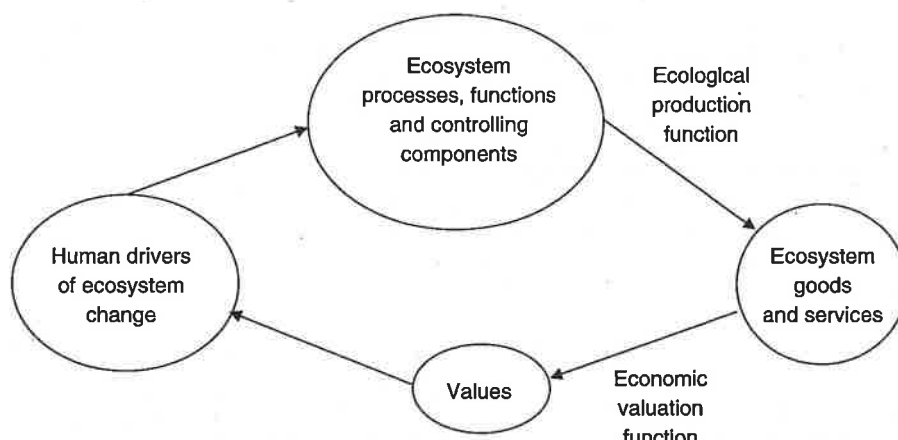 Ecosystem
processes, functions
and controlling
components
Ecological
production
function
Human drivers
of ecosystem
change
Ecosystem
goods
and services
Values
Economic
valuation
function